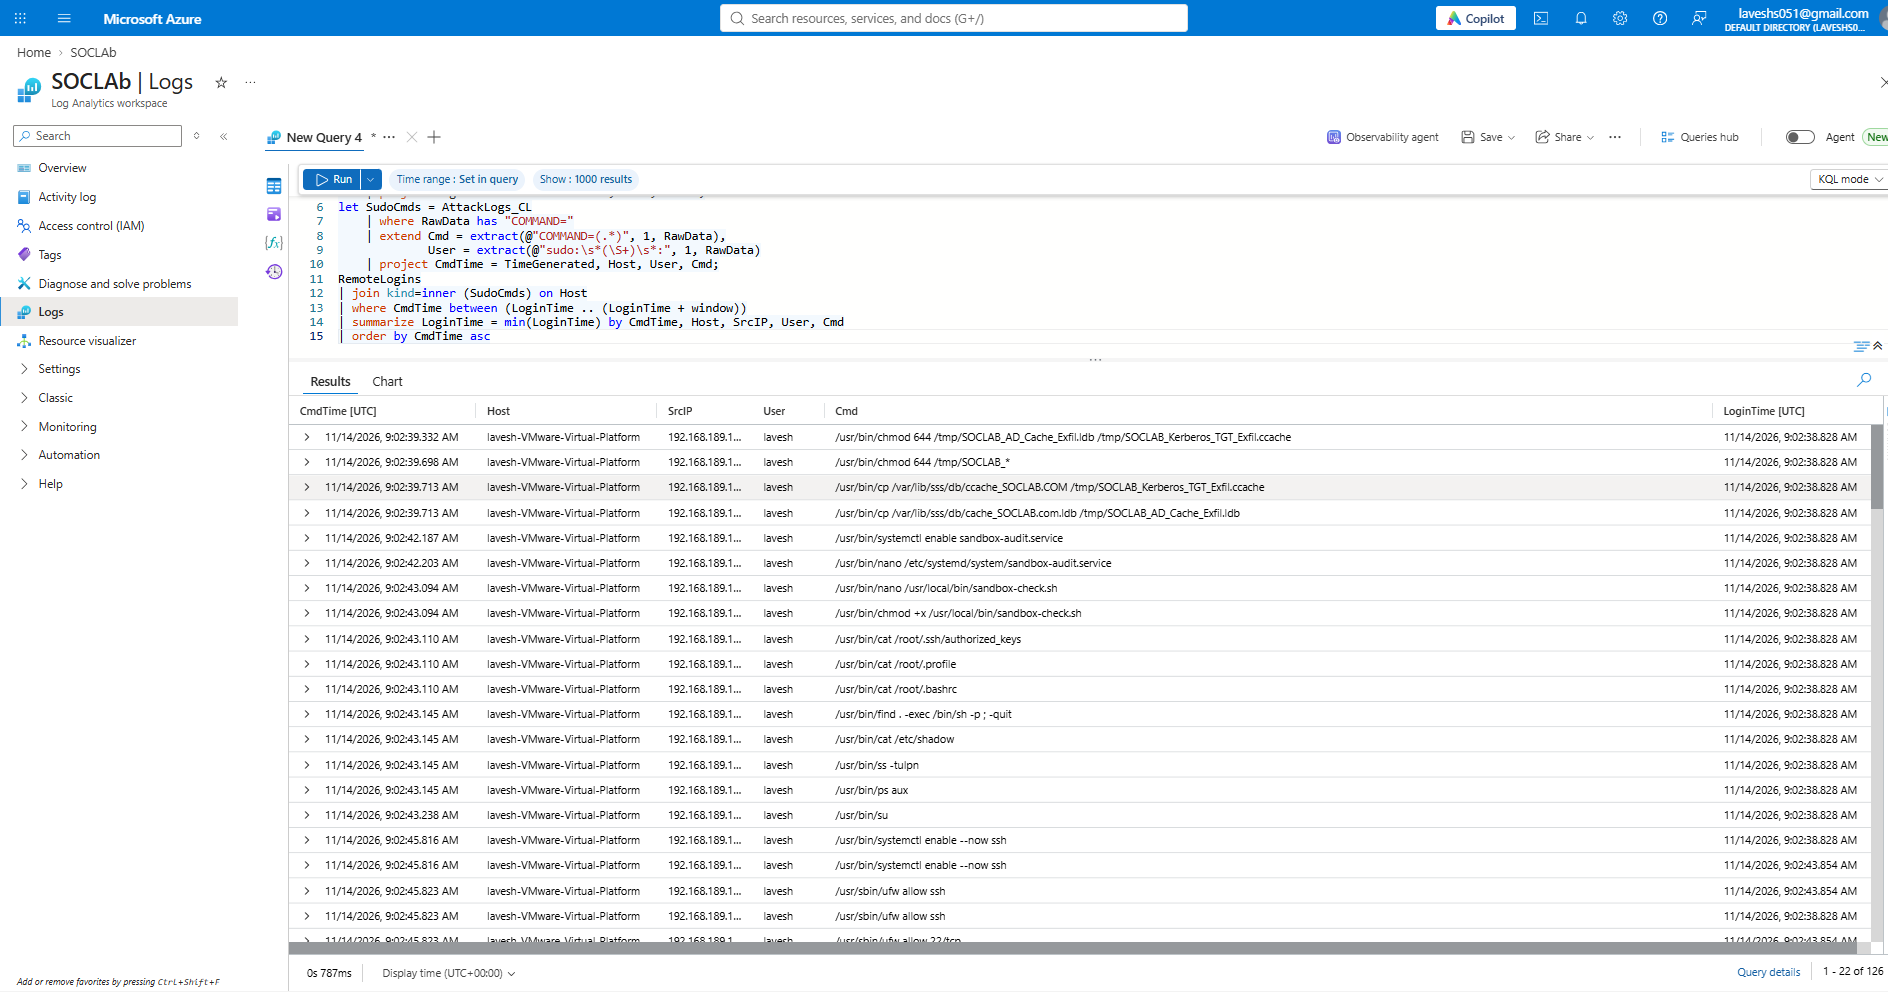 Microsoft Azure
Search resources, services, and docs (G+/)
Copilot
laveshs051@gmail.com
DEFAULT DIRECTORY (LAVESHS0...
Home > SOCLAb
SOCLAb | Logs
Log Analytics workspace
Search
Overview
Activity log
Access control (IAM)
Tags
Diagnose and solve problems
Logs
Resource visualizer
Settings
Classic
Monitoring
Automation
Help
Add or remove favorites by pressing Ctrl+Shift+F
New Query 4 * ...
Observability agent
Save
Share
Queries hub
Agent
New
Run
Time range : Set in query
Show : 1000 results
KQL mode
6 let SudoCmds = AttackLogs_CL
7 | where RawData has "COMMAND="
8 | extend Cmd = extract(@"COMMAND=(.*)", 1, RawData),
9 User = extract(@"sudo:\s*(\S+)\s*:", 1, RawData)
10 | project CmdTime = TimeGenerated, Host, User, Cmd;
11 RemoteLogins
12 | join kind=inner (SudoCmds) on Host
13 | where CmdTime between (LoginTime .. (LoginTime + window))
14 | summarize LoginTime = min(LoginTime) by CmdTime, Host, SrcIP, User, Cmd
15 | order by CmdTime asc
Results Chart
CmdTime [UTC] Host SrcIP User Cmd LoginTime [UTC]
11/14/2026, 9:02:39.332 AM lavesh-VMware-Virtual-Platform 192.168.189.1... lavesh /usr/bin/chmod 644 /tmp/SOCLAB_AD_Cache_Exfil.ldb /tmp/SOCLAB_Kerberos_TGT_Exfil.ccache 11/14/2026, 9:02:38.828 AM
11/14/2026, 9:02:39.698 AM lavesh-VMware-Virtual-Platform 192.168.189.1... lavesh /usr/bin/chmod 644 /tmp/SOCLAB_* 11/14/2026, 9:02:38.828 AM
11/14/2026, 9:02:39.713 AM lavesh-VMware-Virtual-Platform 192.168.189.1... lavesh /usr/bin/cp /var/lib/sss/db/ccache_SOCLAB.COM /tmp/SOCLAB_Kerberos_TGT_Exfil.ccache 11/14/2026, 9:02:38.828 AM
11/14/2026, 9:02:39.713 AM lavesh-VMware-Virtual-Platform 192.168.189.1... lavesh /usr/bin/cp /var/lib/sss/db/cache_SOCLAB.com.ldb /tmp/SOCLAB_AD_Cache_Exfil.ldb 11/14/2026, 9:02:38.828 AM
11/14/2026, 9:02:42.187 AM lavesh-VMware-Virtual-Platform 192.168.189.1... lavesh /usr/bin/systemctl enable sandbox-audit.service 11/14/2026, 9:02:38.828 AM
11/14/2026, 9:02:42.203 AM lavesh-VMware-Virtual-Platform 192.168.189.1... lavesh /usr/bin/nano /etc/systemd/system/sandbox-audit.service 11/14/2026, 9:02:38.828 AM
11/14/2026, 9:02:43.094 AM lavesh-VMware-Virtual-Platform 192.168.189.1... lavesh /usr/bin/nano /usr/local/bin/sandbox-check.sh 11/14/2026, 9:02:38.828 AM
11/14/2026, 9:02:43.094 AM lavesh-VMware-Virtual-Platform 192.168.189.1... lavesh /usr/bin/chmod +x /usr/local/bin/sandbox-check.sh 11/14/2026, 9:02:38.828 AM
11/14/2026, 9:02:43.110 AM lavesh-VMware-Virtual-Platform 192.168.189.1... lavesh /usr/bin/cat /root/.ssh/authorized_keys 11/14/2026, 9:02:38.828 AM
11/14/2026, 9:02:43.110 AM lavesh-VMware-Virtual-Platform 192.168.189.1... lavesh /usr/bin/cat /root/.profile 11/14/2026, 9:02:38.828 AM
11/14/2026, 9:02:43.110 AM lavesh-VMware-Virtual-Platform 192.168.189.1... lavesh /usr/bin/cat /root/.bashrc 11/14/2026, 9:02:38.828 AM
11/14/2026, 9:02:43.145 AM lavesh-VMware-Virtual-Platform 192.168.189.1... lavesh /usr/bin/find . -exec /bin/sh -p ; -quit 11/14/2026, 9:02:38.828 AM
11/14/2026, 9:02:43.145 AM lavesh-VMware-Virtual-Platform 192.168.189.1... lavesh /usr/bin/cat /etc/shadow 11/14/2026, 9:02:38.828 AM
11/14/2026, 9:02:43.145 AM lavesh-VMware-Virtual-Platform 192.168.189.1... lavesh /usr/bin/ss -tulpn 11/14/2026, 9:02:38.828 AM
11/14/2026, 9:02:43.145 AM lavesh-VMware-Virtual-Platform 192.168.189.1... lavesh /usr/bin/ps aux 11/14/2026, 9:02:38.828 AM
11/14/2026, 9:02:43.238 AM lavesh-VMware-Virtual-Platform 192.168.189.1... lavesh /usr/bin/su 11/14/2026, 9:02:38.828 AM
11/14/2026, 9:02:45.816 AM lavesh-VMware-Virtual-Platform 192.168.189.1... lavesh /usr/bin/systemctl enable --now ssh 11/14/2026, 9:02:38.828 AM
11/14/2026, 9:02:45.816 AM lavesh-VMware-Virtual-Platform 192.168.189.1... lavesh /usr/bin/systemctl enable --now ssh 11/14/2026, 9:02:43.854 AM
11/14/2026, 9:02:45.823 AM lavesh-VMware-Virtual-Platform 192.168.189.1... lavesh /usr/sbin/ufw allow ssh 11/14/2026, 9:02:43.854 AM
11/14/2026, 9:02:45.823 AM lavesh-VMware-Virtual-Platform 192.168.189.1... lavesh /usr/sbin/ufw allow ssh 11/14/2026, 9:02:38.828 AM
11/14/2026, 9:02:45.823 AM lavesh-VMware-Virtual-Platform 192.168.189.1... lavesh /usr/sbin/ufw allow 22/tcp 11/14/2026, 9:02:43.854 AM
0s 787ms
Display time (UTC+00:00)
Query details
1 - 22 of 126